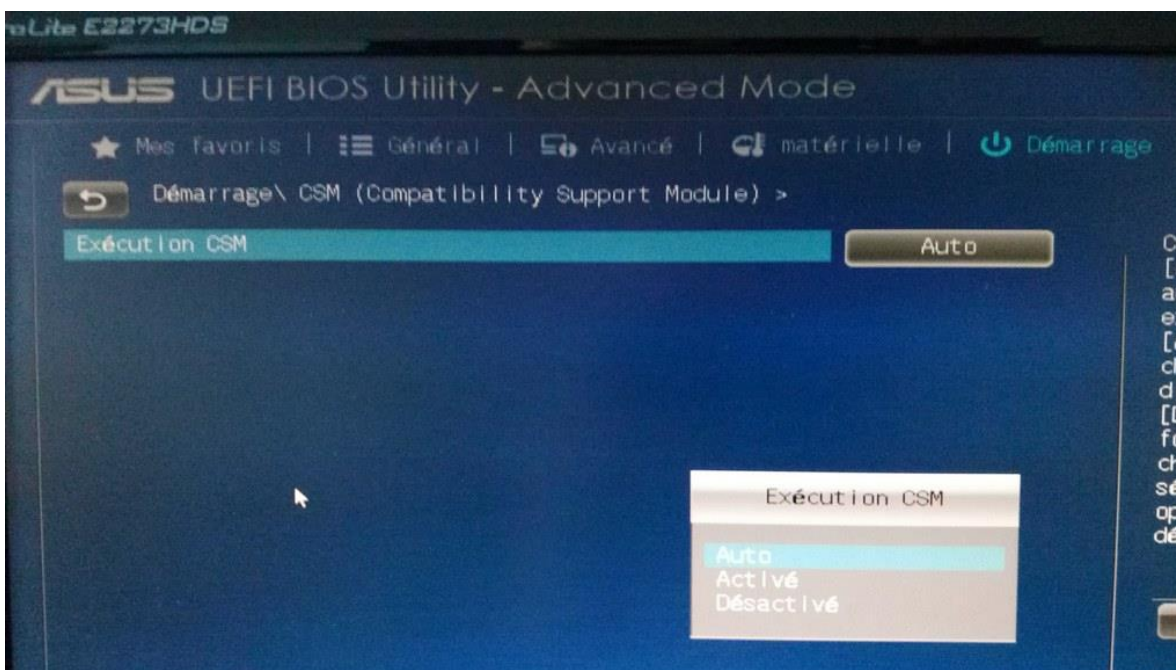 E2273HDS
ASUS UEFI BIOS Utility - Advanced Mode
Mes favoris | Général | Avancé | matérielle | Démarrage
Démarrage\ CSM (Compatibility Support Module) >
Exécution CSM Auto
Exécution CSM
Auto
Activé
Désactivé